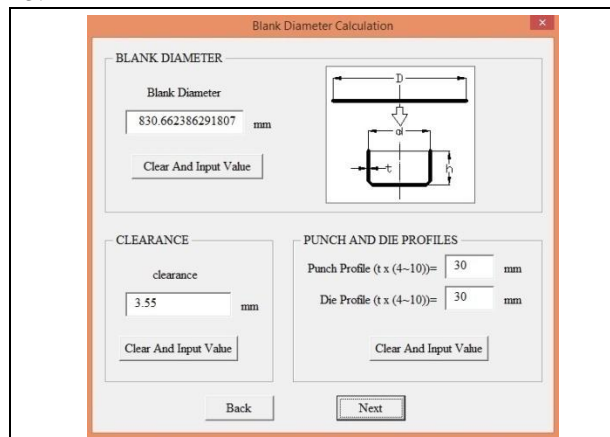 Blank Diameter Calculation
×
BLANK DIAMETER
Blank Diameter
830.662386291807 mm
Clear And Input Value
D
d
t
h
CLEARANCE
clearance
3.55 mm
Clear And Input Value
PUNCH AND DIE PROFILES
Punch Profile (t x (4~10))= 30 mm
Die Profile (t x (4~10))= 30 mm
Clear And Input Value
Back
Next